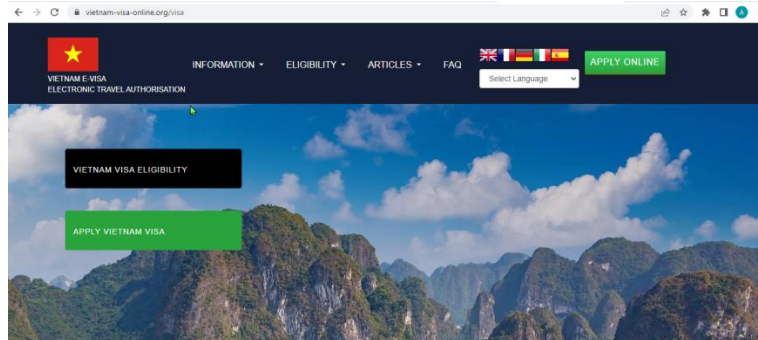 vietnam-visa-online.org/visa
A
VIETNAM E-VISA
ELECTRONIC TRAVEL AUTHORISATION
INFORMATION
ELIGIBILITY
ARTICLES
FAQ
Select Language
APPLY ONLINE
VIETNAM VISA ELIGIBILITY
APPLY VIETNAM VISA